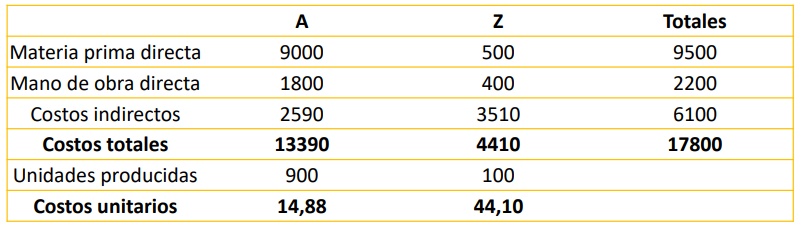 A Z Totales
Materia prima directa 9000 500 9500
Mano de obra directa 1800 400 2200
Costos indirectos 2590 3510 6100
Costos totales 13390 4410 17800
Unidades producidas 900 100
Costos unitarios 14,88 44,10